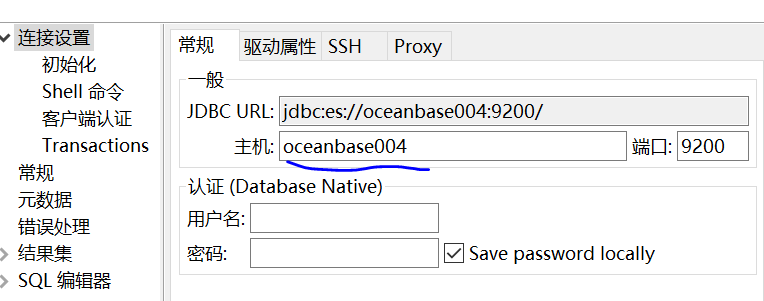 连接设置
初始化
Shell 命令
客户端认证
Transactions
常规
元数据
错误处理
结果集
SQL 编辑器
常规 驱动属性 SSH Proxy
一般
JDBC URL: jdbc:es://oceanbase004:9200/
主机: oceanbase004 端口: 9200
认证 (Database Native)
用户名:
密码: Save password locally